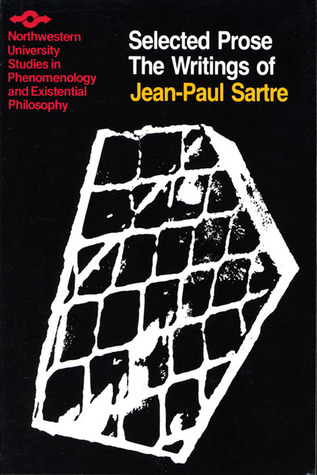 Northwestern
University
Studies in
Phenomenology
and Existential
Philosophy
Selected Prose
The Writings of
Jean-Paul Sartre